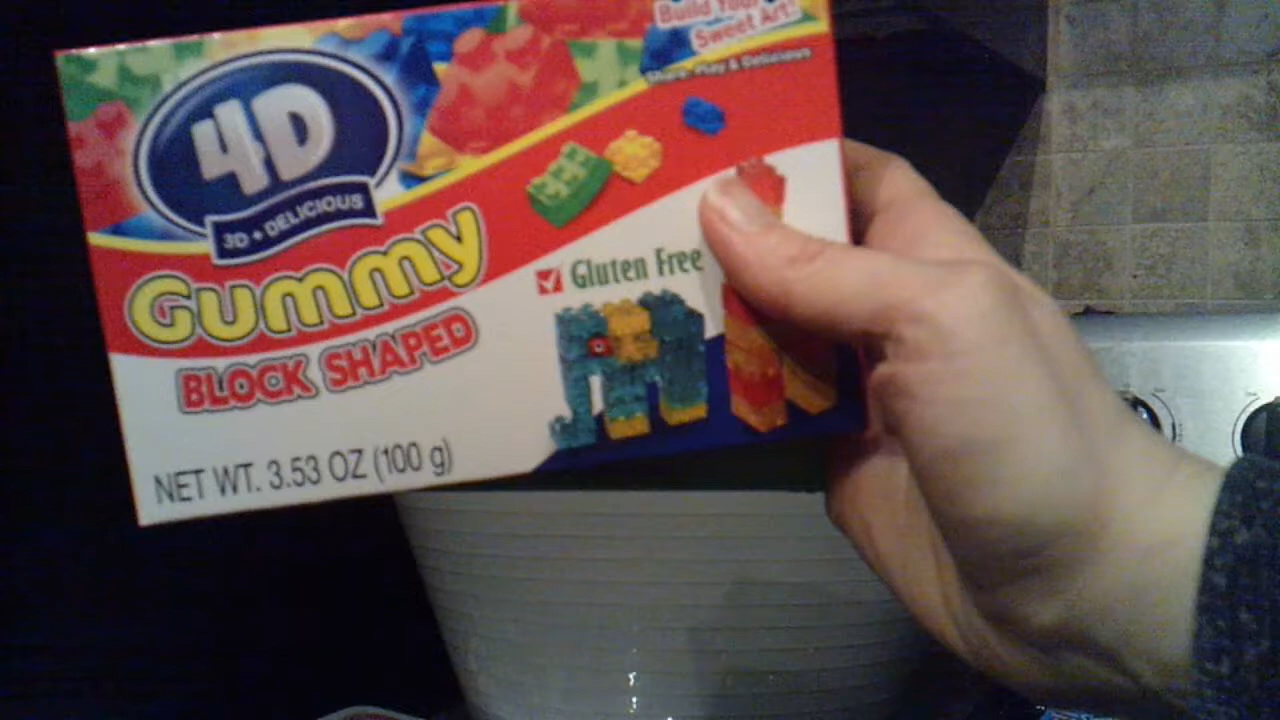 Build Your
Sweet Art!
Share, Play & Delicious
4D
3D + DELICIOUS
Gummy
BLOCK SHAPED
Gluten Free
NET WT. 3.53 OZ (100 g)